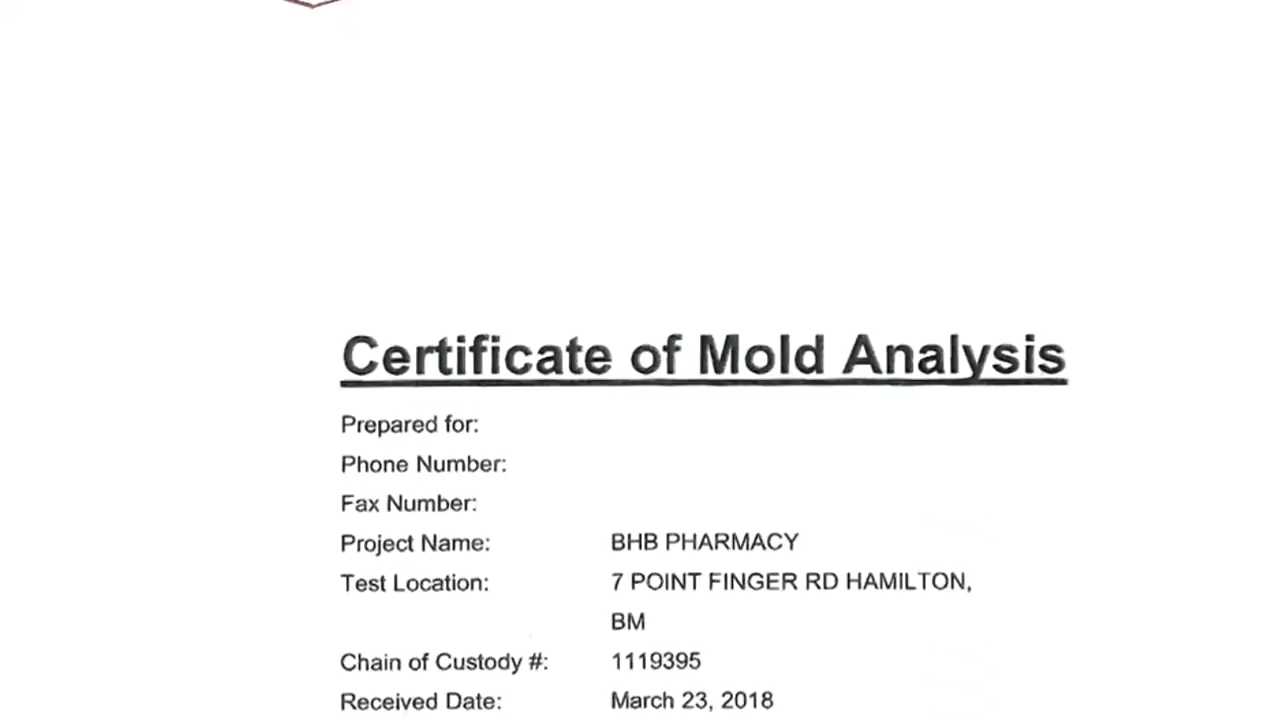 Certificate of Mold Analysis
Prepared for:
Phone Number:
Fax Number:
Project Name: BHB PHARMACY
Test Location: 7 POINT FINGER RD HAMILTON,
BM
Chain of Custody #: 1119395
Received Date: March 23, 2018